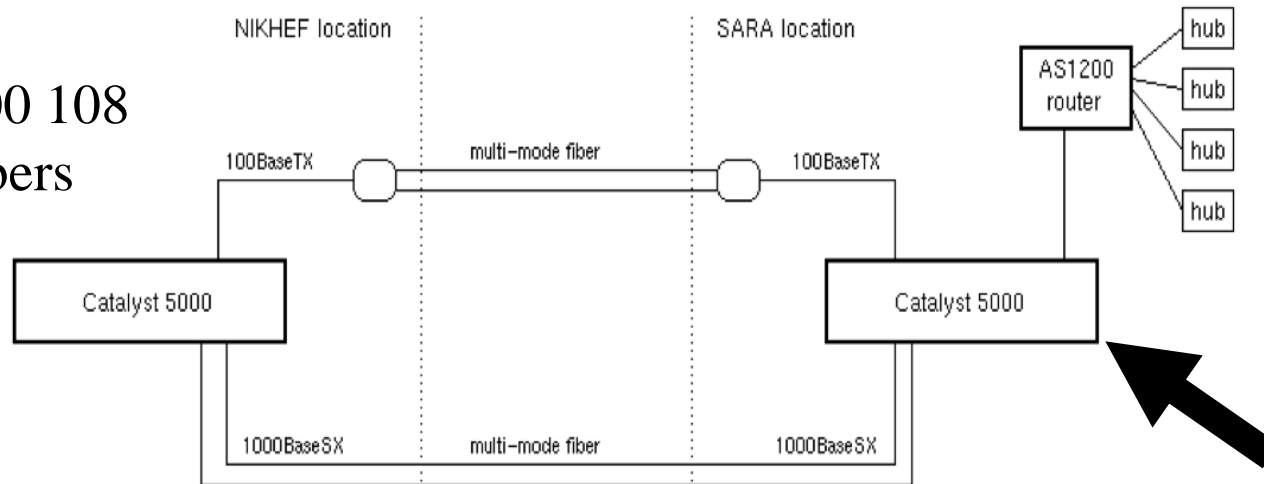 NIKHEF location
SARA location
hub
hub
hub
hub
AS1200
router
00 108
bers
100BaseTX
multi-mode fiber
100BaseTX
Catalyst 5000
Catalyst 5000
1000BaseSX
multi-mode fiber
1000BaseSX